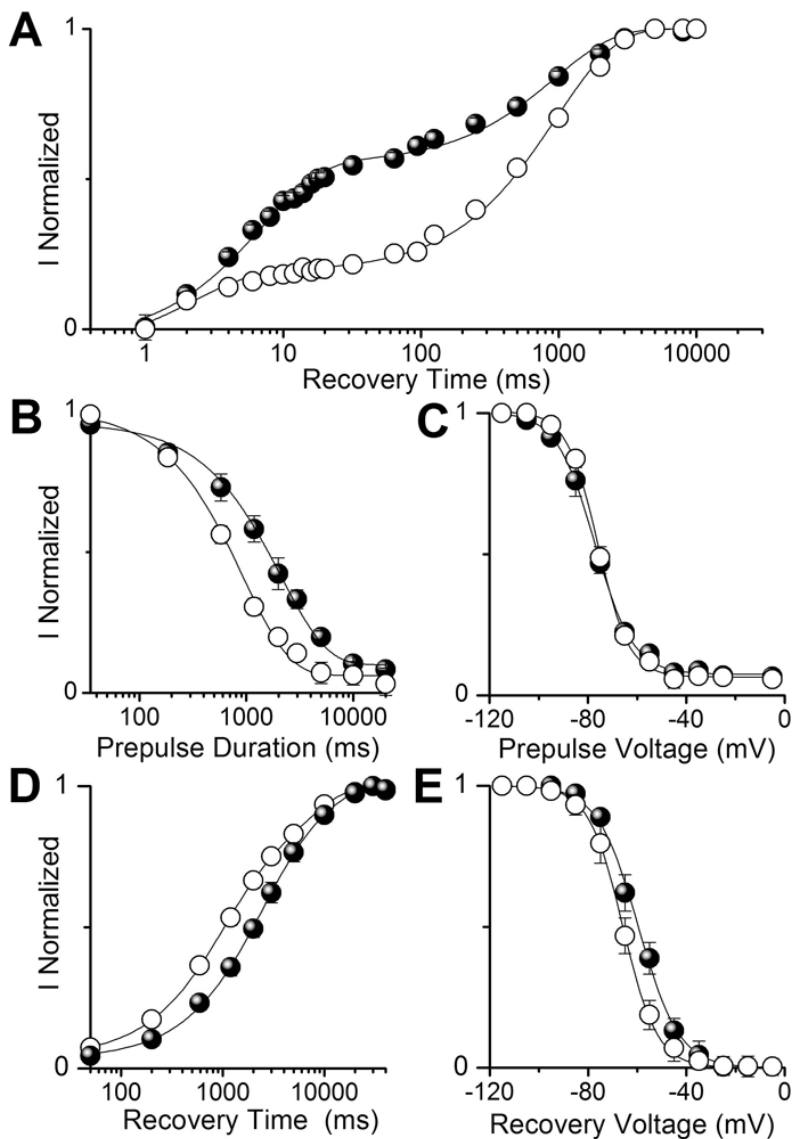 A
1
I Normalized
0
1 10 100 1000 10000
Recovery Time (ms)
B
1
I Normalized
0
100 1000 10000
Prepulse Duration (ms)
C
1
0
-120 -80 -40 0
Prepulse Voltage (mV)
D
1
I Normalized
0
100 1000 10000
Recovery Time (ms)
E
1
0
-120 -80 -40 0
Recovery Voltage (mV)